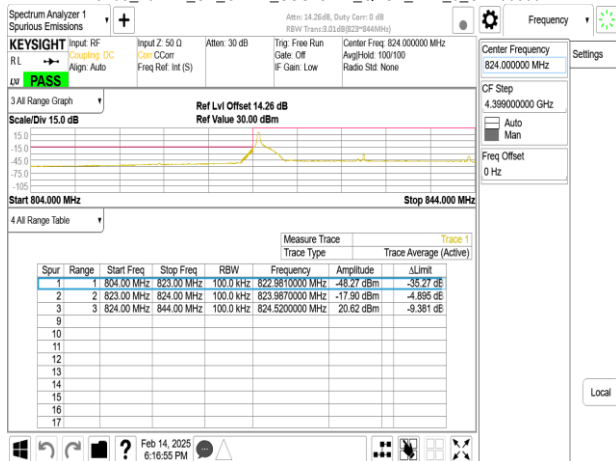 Spectrum Analyzer 1
Spurious Emissions
Attn: 14.26dB, Duty Corr: 0 dB
RBW Trans:3.01dB(823~844MHz)
Frequency
KEYSIGHT
RL
LXI
PASS
Input: RF
Coupling: DC
Align: Auto
Input Z: 50 Ω
Corr CCorr
Freq Ref: Int (S)
Atten: 30 dB
Trig: Free Run
Gate: Off
IF Gain: Low
Center Freq: 824.000000 MHz
Avg|Hold: 100/100
Radio Std: None
Center Frequency
824.000000 MHz
Settings
CF Step
4.399000000 GHz
Auto
Man
Freq Offset
0 Hz
3 All Range Graph
Scale/Div 15.0 dB
Ref Lvl Offset 14.26 dB
Ref Value 30.00 dBm
15.0
-15.0
-45.0
-75.0
-105
Start 804.000 MHz
Stop 844.000 MHz
4 All Range Table
Measure Trace Trace 1
Trace Type Trace Average (Active)
Spur Range Start Freq Stop Freq RBW Frequency Amplitude ΔLimit
1 1 804.00 MHz 823.00 MHz 100.0 kHz 822.9810000 MHz -48.27 dBm -35.27 dB
2 2 823.00 MHz 824.00 MHz 100.0 kHz 823.9870000 MHz -17.90 dBm -4.895 dB
3 3 824.00 MHz 844.00 MHz 100.0 kHz 824.5200000 MHz 20.62 dBm -9.381 dB
9
10
11
12
13
14
15
16
17
Local
?
Feb 14, 2025
6:16:55 PM